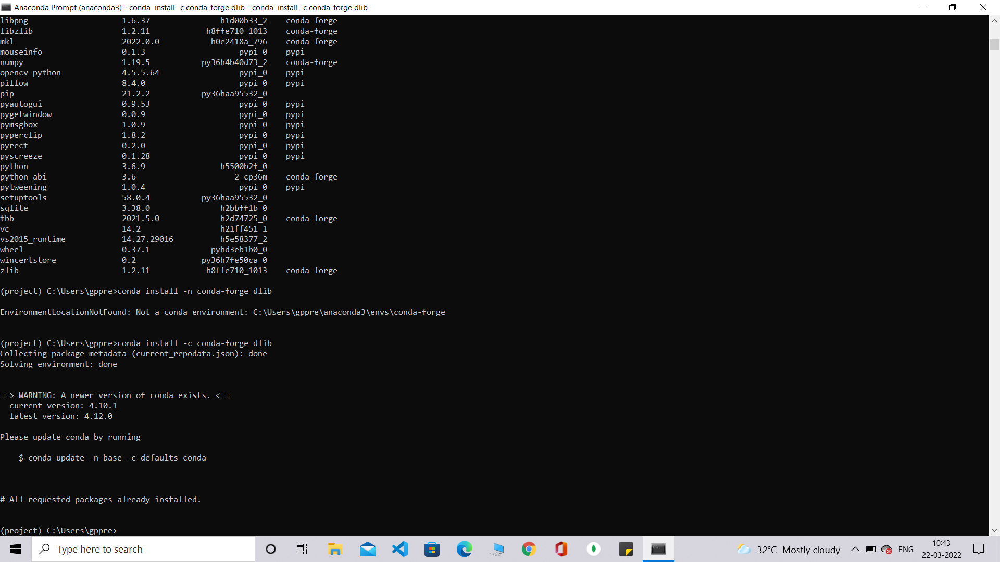 Anaconda Prompt (anaconda3) - conda  install -c conda-forge dlib - conda  install -c conda-forge dlib
libpng                    1.6.37               h1d00b33_2    conda-forge
libzlib                   1.2.11            h8ffe710_1013    conda-forge
mkl                       2022.0.0           h0e2418a_796    conda-forge
mouseinfo                 0.1.3                    pypi_0    pypi
numpy                     1.19.5           py36h4b40d73_2    conda-forge
opencv-python             4.5.5.64                 pypi_0    pypi
pillow                    8.4.0                    pypi_0    pypi
pip                       21.2.2           py36haa95532_0
pyautogui                 0.9.53                   pypi_0    pypi
pygetwindow               0.0.9                    pypi_0    pypi
pymsgbox                  1.0.9                    pypi_0    pypi
pyperclip                 1.8.2                    pypi_0    pypi
pyrect                    0.2.0                    pypi_0    pypi
pyscreeze                 0.1.28                   pypi_0    pypi
python                    3.6.9                h5500b2f_0
python_abi                3.6                     2_cp36m    conda-forge
pytweening                1.0.4                    pypi_0    pypi
setuptools                58.0.4           py36haa95532_0
sqlite                    3.38.0               h2bbff1b_0
tbb                       2021.5.0             h2d74725_0    conda-forge
vc                        14.2                 h21ff451_1
vs2015_runtime            14.27.29016          h5e58377_2
wheel                     0.37.1             pyhd3eb1b0_0
wincertstore              0.2              py36h7fe50ca_0
zlib                      1.2.11            h8ffe710_1013    conda-forge
(project) C:\Users\gppre>conda install -n conda-forge dlib
EnvironmentLocationNotFound: Not a conda environment: C:\Users\gppre\anaconda3\envs\conda-forge
(project) C:\Users\gppre>conda install -c conda-forge dlib
Collecting package metadata (current_repodata.json): done
Solving environment: done
==> WARNING: A newer version of conda exists. <==
  current version: 4.10.1
  latest version: 4.12.0
Please update conda by running
    $ conda update -n base -c defaults conda
# All requested packages already installed.
(project) C:\Users\gppre>
Type here to search
32°C  Mostly cloudy
ENG
10:43
22-03-2022